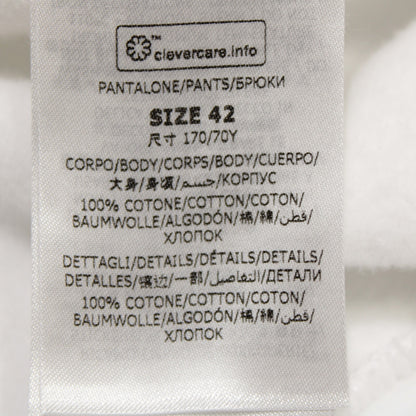 ™ clevercare.info
PANTALONE/PANTS/БРЮКИ
SIZE 42
尺寸 170/70Y
CORPO/BODY/CORPS/BODY/CUERPO/
大身/身頃/جسم/КОРПУС
100% COTONE/COTTON/COTON/
BAUMWOLLE/ALGODÓN/棉/綿/قطن/
ХЛОПОК
DETTAGLI/DETAILS/DÉTAILS/DETAILS/
DETALLES/镶边/一部/التفاصيل/ДЕТАЛИ
100% COTONE/COTTON/COTON/
BAUMWOLLE/ALGODÓN/棉/綿/قطن/
ХЛОПОК